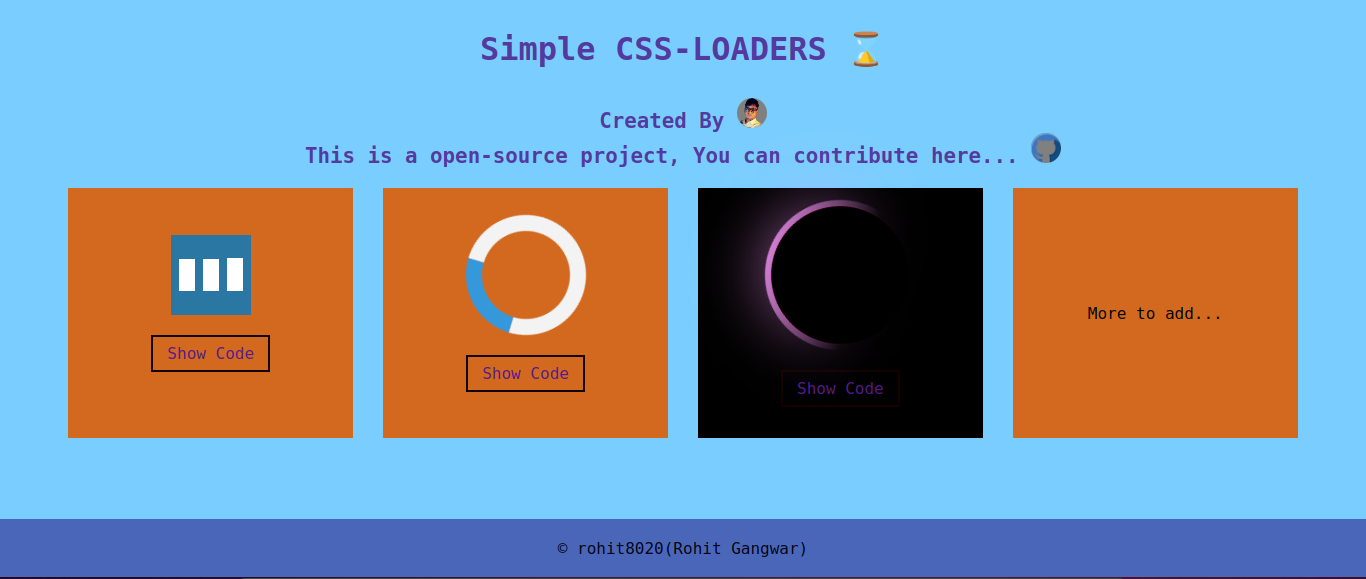 Simple CSS-LOADERS ⌛
Created By
This is a open-source project, You can contribute here...
Show Code
Show Code
Show Code
More to add...
© rohit8020(Rohit Gangwar)